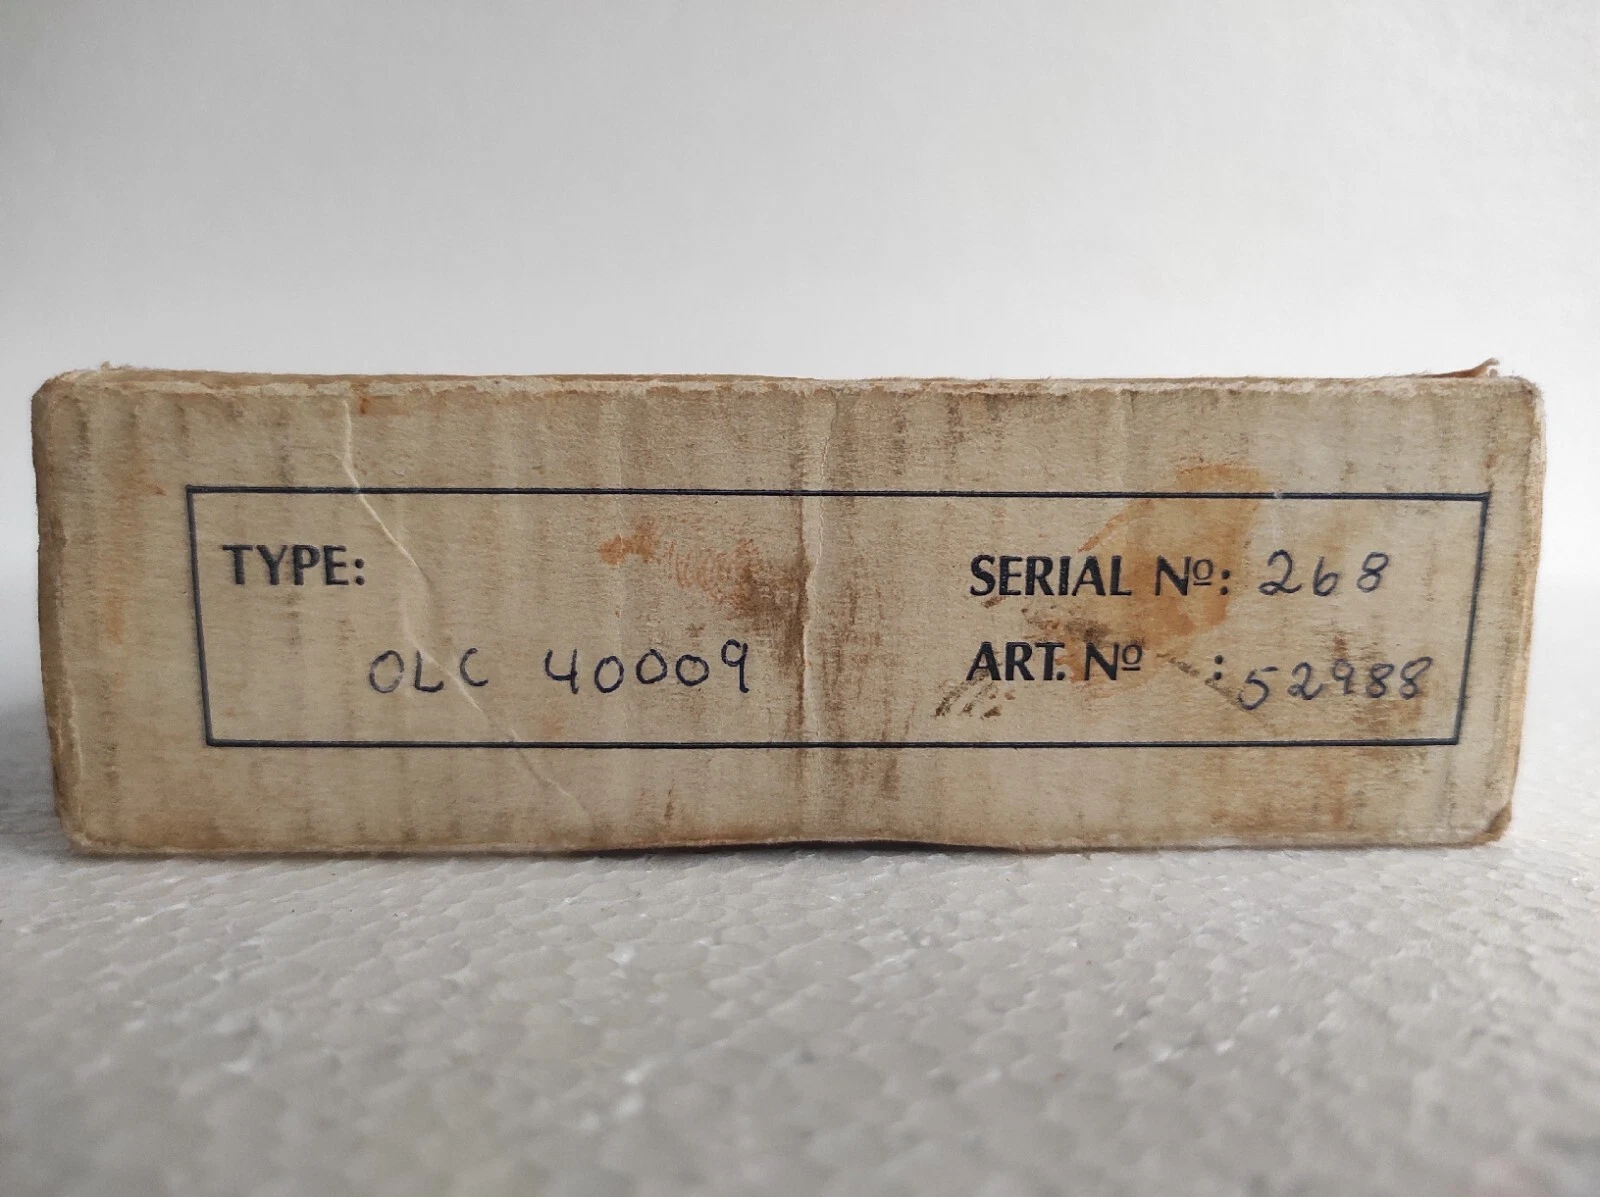 TYPE:
OLC 40009
SERIAL Nº: 268
ART. Nº : 52988